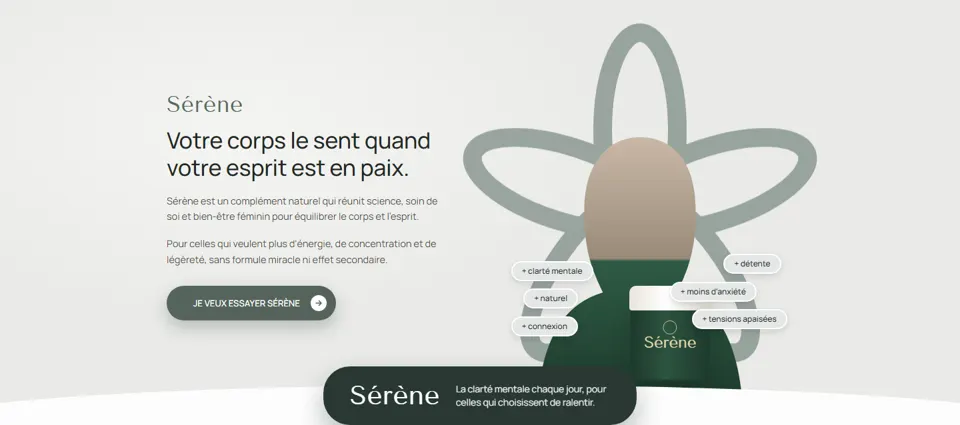 Sérène
Votre corps le sent quand
votre esprit est en paix.
Sérène est un complément naturel qui réunit science, soin de
soi et bien-être féminin pour équilibrer le corps et l'esprit.
Pour celles qui veulent plus d'énergie, de concentration et de
légèreté, sans formule miracle ni effet secondaire.
JE VEUX ESSAYER SÉRÈNE
+ clarté mentale
+ naturel
+ connexion
+ détente
+ moins d'anxiété
+ tensions apaisées
Sérène
Sérène
La clarté mentale chaque jour, pour
celles qui choisissent de ralentir.